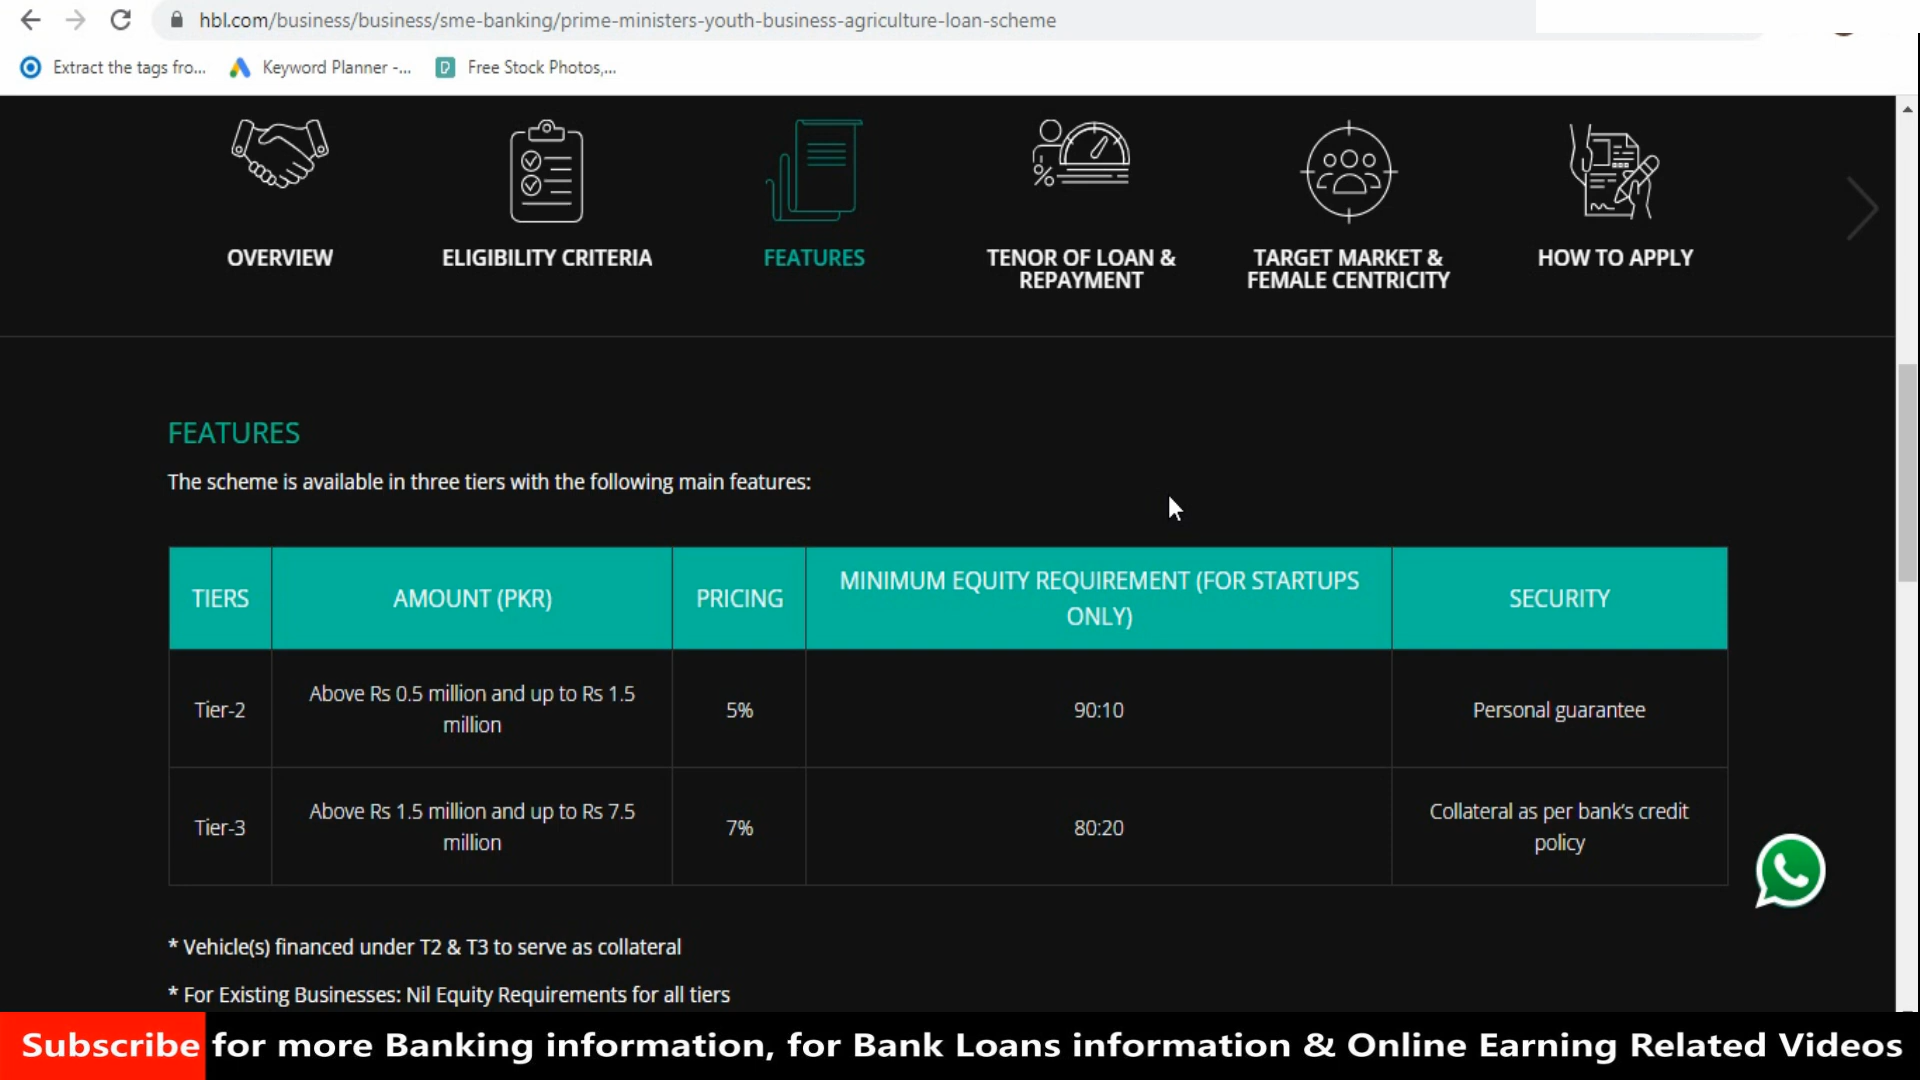 hbl.com/business/business/sme-banking/prime-ministers-youth-business-agriculture-loan-scheme
Extract the tags fro...
Keyword Planner -...
Free Stock Photos,...
OVERVIEW
ELIGIBILITY CRITERIA
FEATURES
TENOR OF LOAN &
REPAYMENT
TARGET MARKET &
FEMALE CENTRICITY
HOW TO APPLY
FEATURES
The scheme is available in three tiers with the following main features:
TIERS
AMOUNT (PKR)
PRICING
MINIMUM EQUITY REQUIREMENT (FOR STARTUPS
ONLY)
SECURITY
Tier-2
Above Rs 0.5 million and up to Rs 1.5
million
5%
90:10
Personal guarantee
Tier-3
Above Rs 1.5 million and up to Rs 7.5
million
7%
80:20
Collateral as per bank's credit
policy
* Vehicle(s) financed under T2 & T3 to serve as collateral
* For Existing Businesses: Nil Equity Requirements for all tiers
Subscribe for more Banking information, for Bank Loans information & Online Earning Related Videos